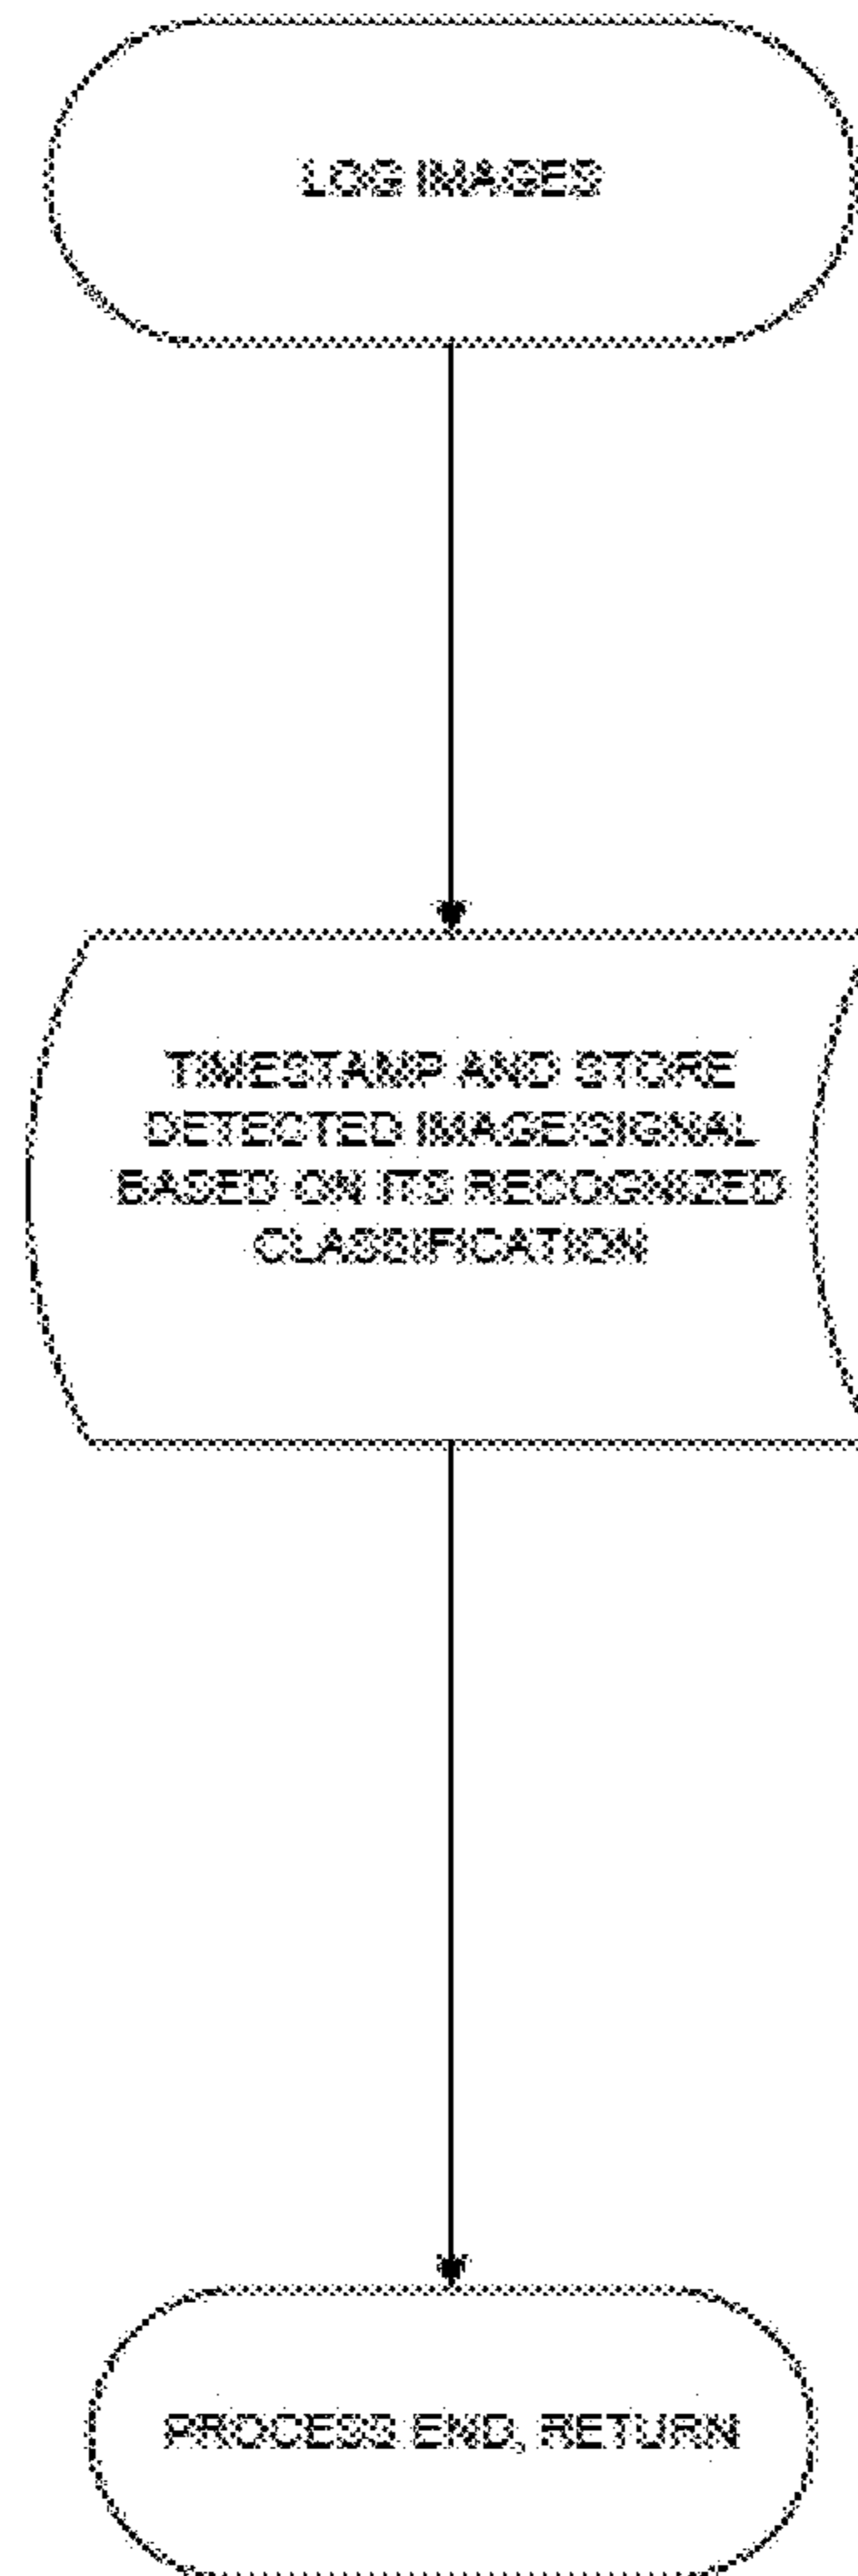 LOG IMAGES
TIMESTAMP AND STORE
DETECTED IMAGE/SIGNAL
BASED ON ITS RECOGNIZED
CLASSIFICATION
PROCESS END, RETURN